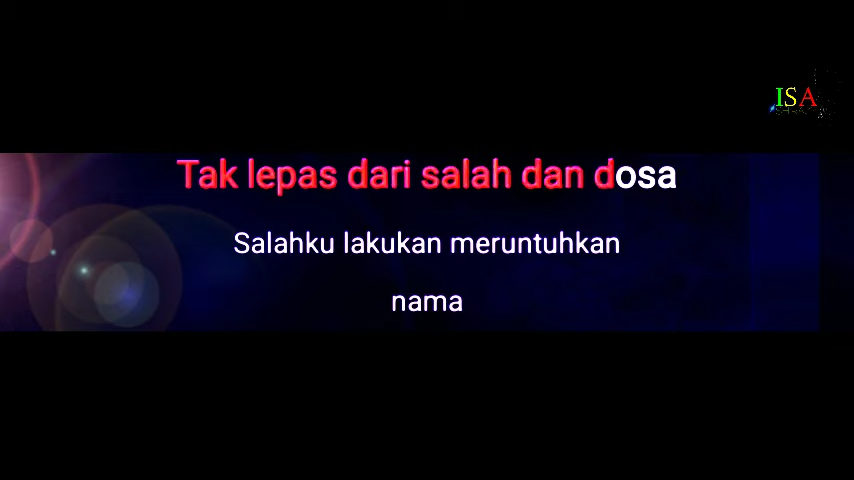 ISA
Tak lepas dari salah dan dosa
Salahku lakukan meruntuhkan
nama